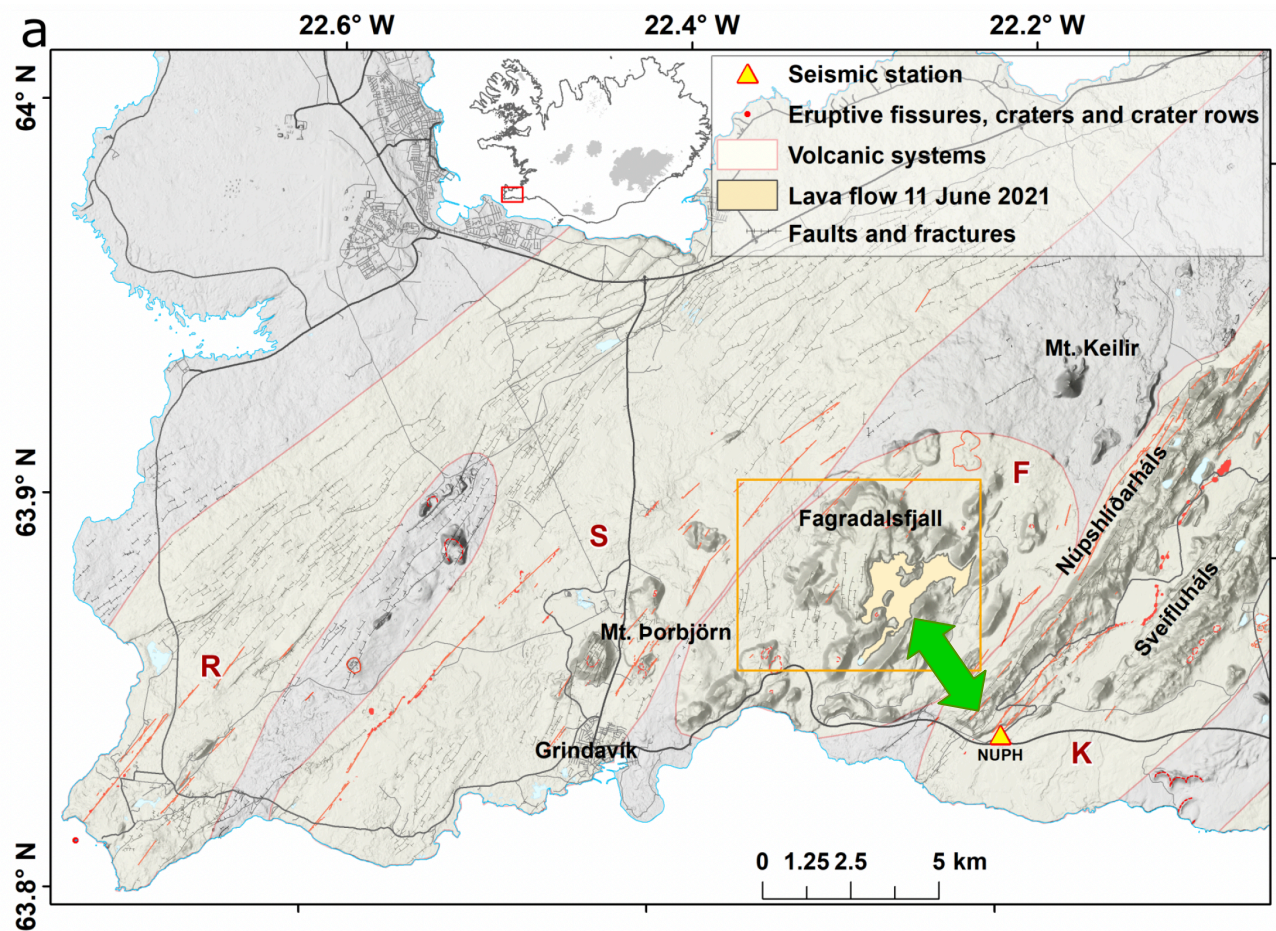 a
22.6° W
22.4° W
22.2° W
64° N
63.9° N
63.8° N
Seismic station
Eruptive fissures, craters and crater rows
Volcanic systems
Lava flow 11 June 2021
Faults and fractures
Mt. Keilir
F
Fagradalsfjall
Núpshlíðarháls
Sveifluháls
S
Mt. Þorbjörn
R
Grindavík
NUPH
K
0 1.25 2.5 5 km